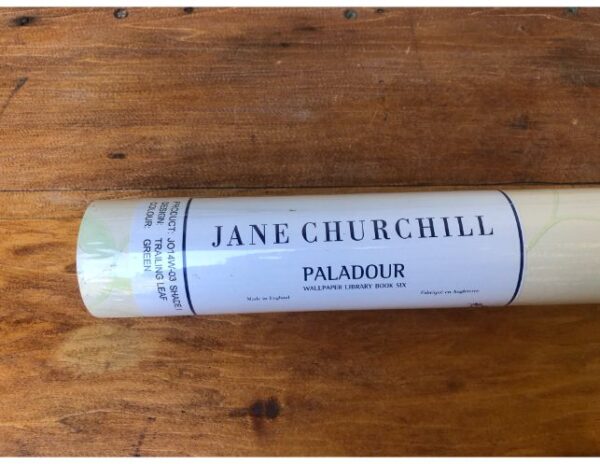 JANE CHURCHILL
PALADOUR
WALLPAPER LIBRARY BOOK SIX
Made in England
Fabriqué en Angleterre
PRODUCT: JO14W-03 SHADE:
DESIGN: TRAILING LEAF
COLOUR: GREEN